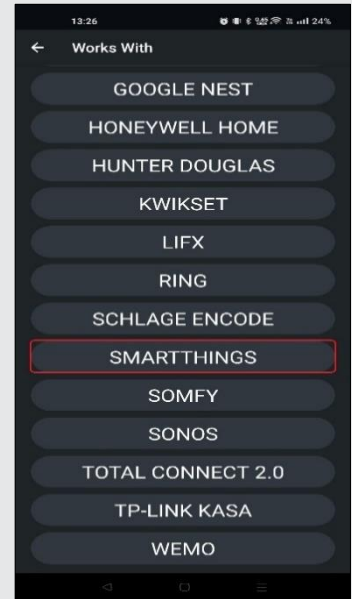 13:26
24%
Works With
GOOGLE NEST
HONEYWELL HOME
HUNTER DOUGLAS
KWIKSET
LIFX
RING
SCHLAGE ENCODE
SMARTTHINGS
SOMFY
SONOS
TOTAL CONNECT 2.0
TP-LINK KASA
WEMO